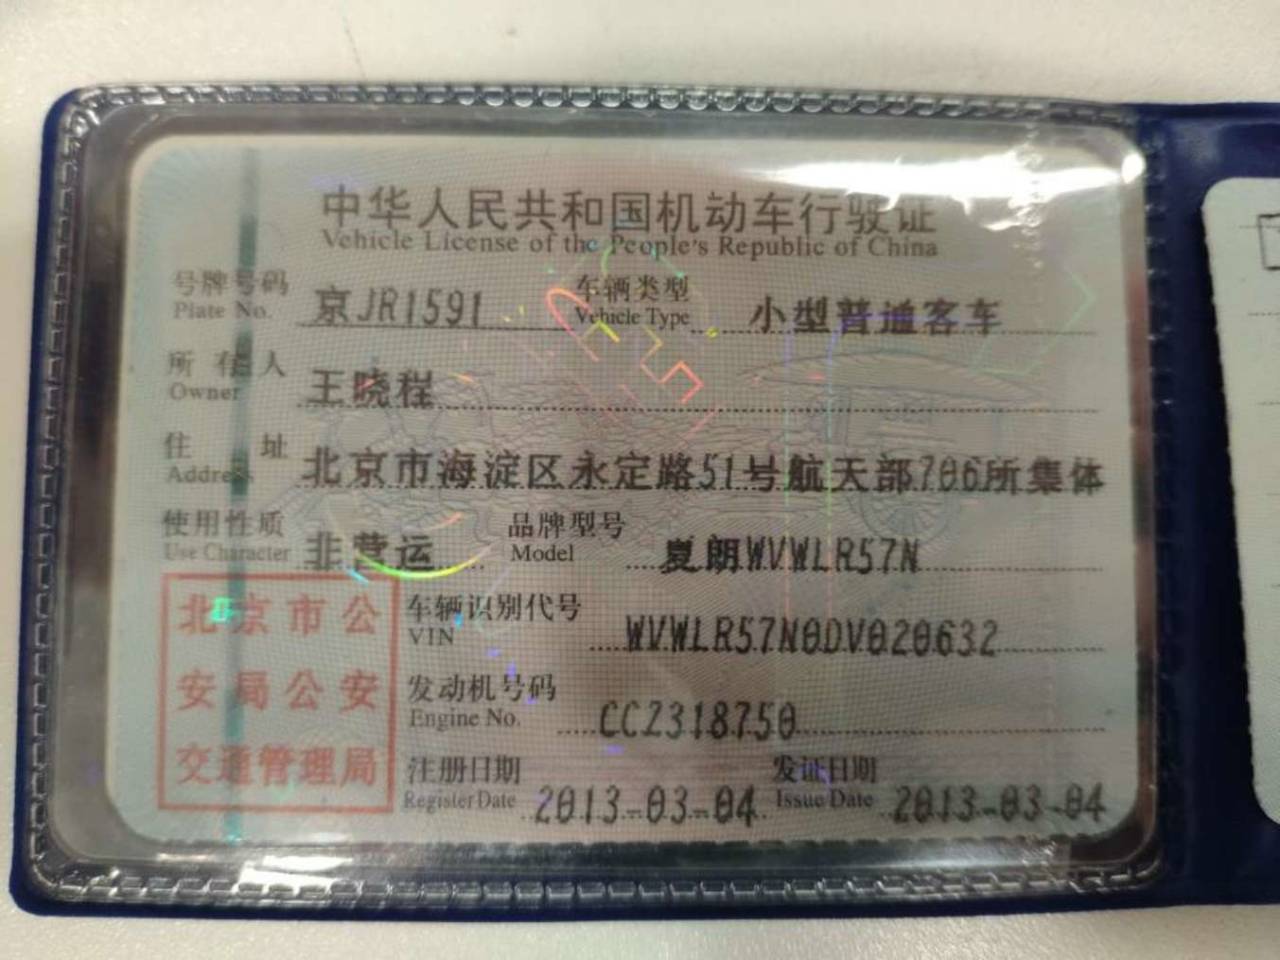 中华人民共和国机动车行驶证
Vehicle License of the People's Republic of China
号牌号码 京JR1591 车辆类型 小型普通客车
Plate No. Vehicle Type
所有人 王晓程
Owner
住址 北京市海淀区永定路51号航天部706所集体
Address
使用性质 非营运 品牌型号 夏朗WVWLR57N
Use Character Model
北京市公 车辆识别代号 WVWLR57N0DV020632
VIN
安局公安 发动机号码 CCZ318750
Engine No.
交通管理局 注册日期 2013-03-04 发证日期 2013-03-04
Register Date Issue Date